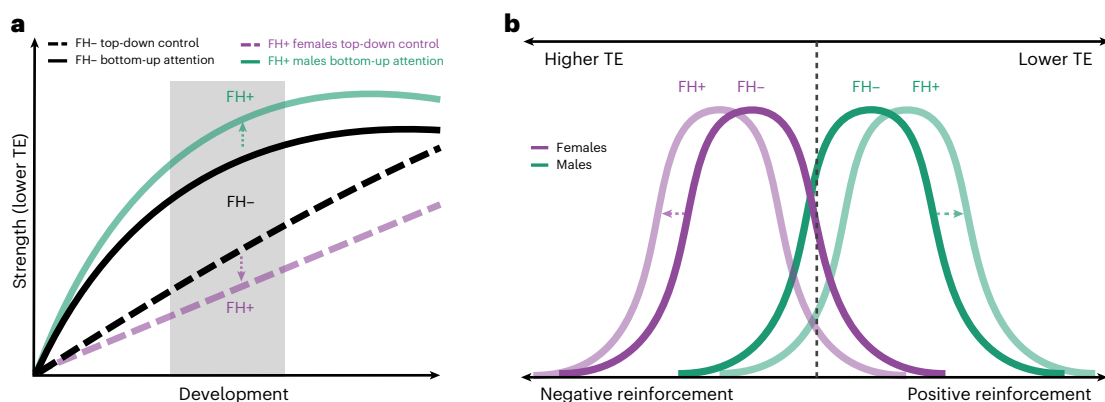 a
FH– top-down control
FH– bottom-up attention
FH+ females top-down control
FH+ males bottom-up attention
FH+
FH–
FH+
Strength (lower TE)
Development
b
Higher TE
Lower TE
FH+
FH–
FH–
FH+
Females
Males
Negative reinforcement
Positive reinforcement